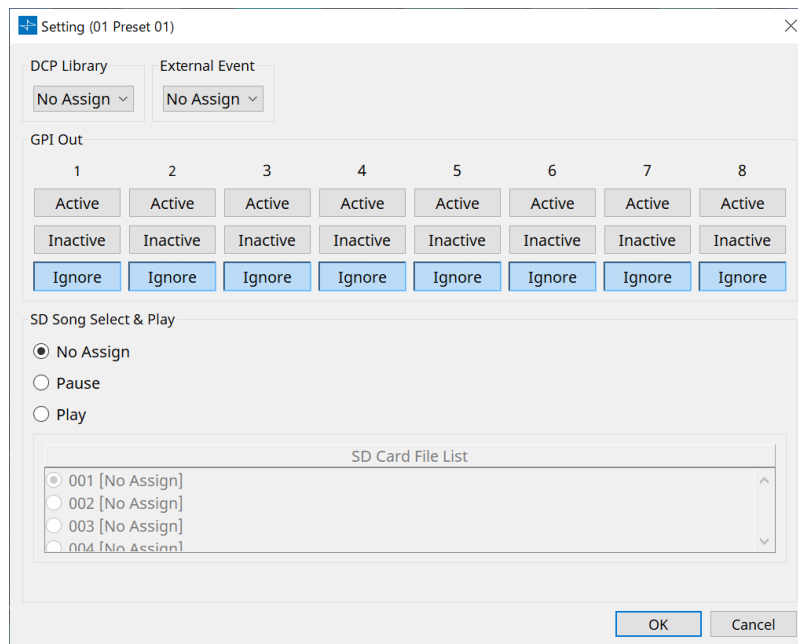 Setting (01 Preset 01)
DCP Library External Event
No Assign No Assign
GPI Out
1 2 3 4 5 6 7 8
Active Active Active Active Active Active Active Active
Inactive Inactive Inactive Inactive Inactive Inactive Inactive Inactive
Ignore Ignore Ignore Ignore Ignore Ignore Ignore Ignore
SD Song Select & Play
No Assign
Pause
Play
SD Card File List
001 [No Assign]
002 [No Assign]
003 [No Assign]
004 [No Assign]
OK Cancel